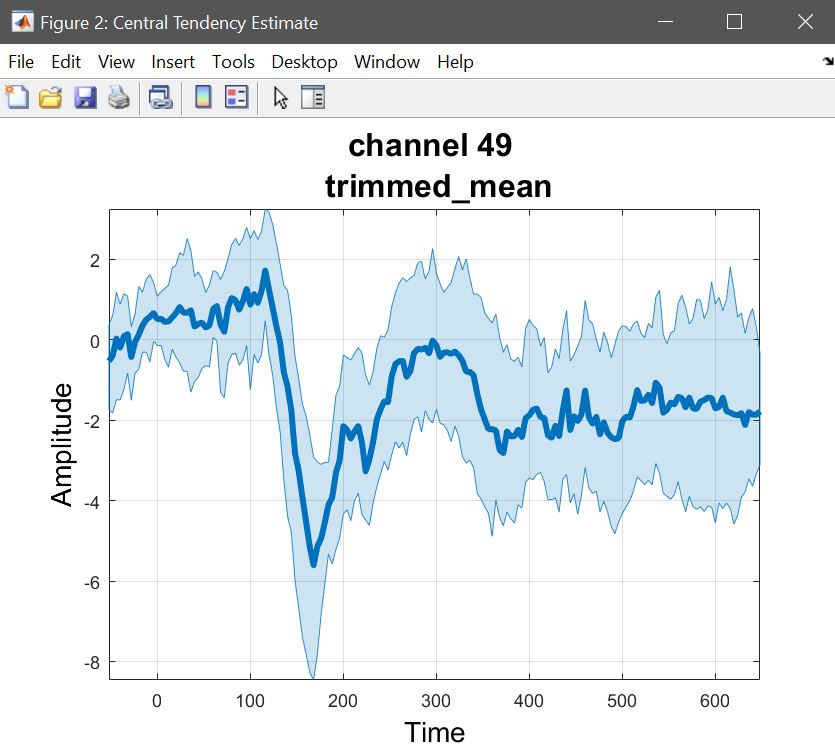 Figure 2: Central Tendency Estimate
File Edit View Insert Tools Desktop Window Help
channel 49
trimmed_mean
2
0
-2
-4
-6
-8
Amplitude
0 100 200 300 400 500 600
Time